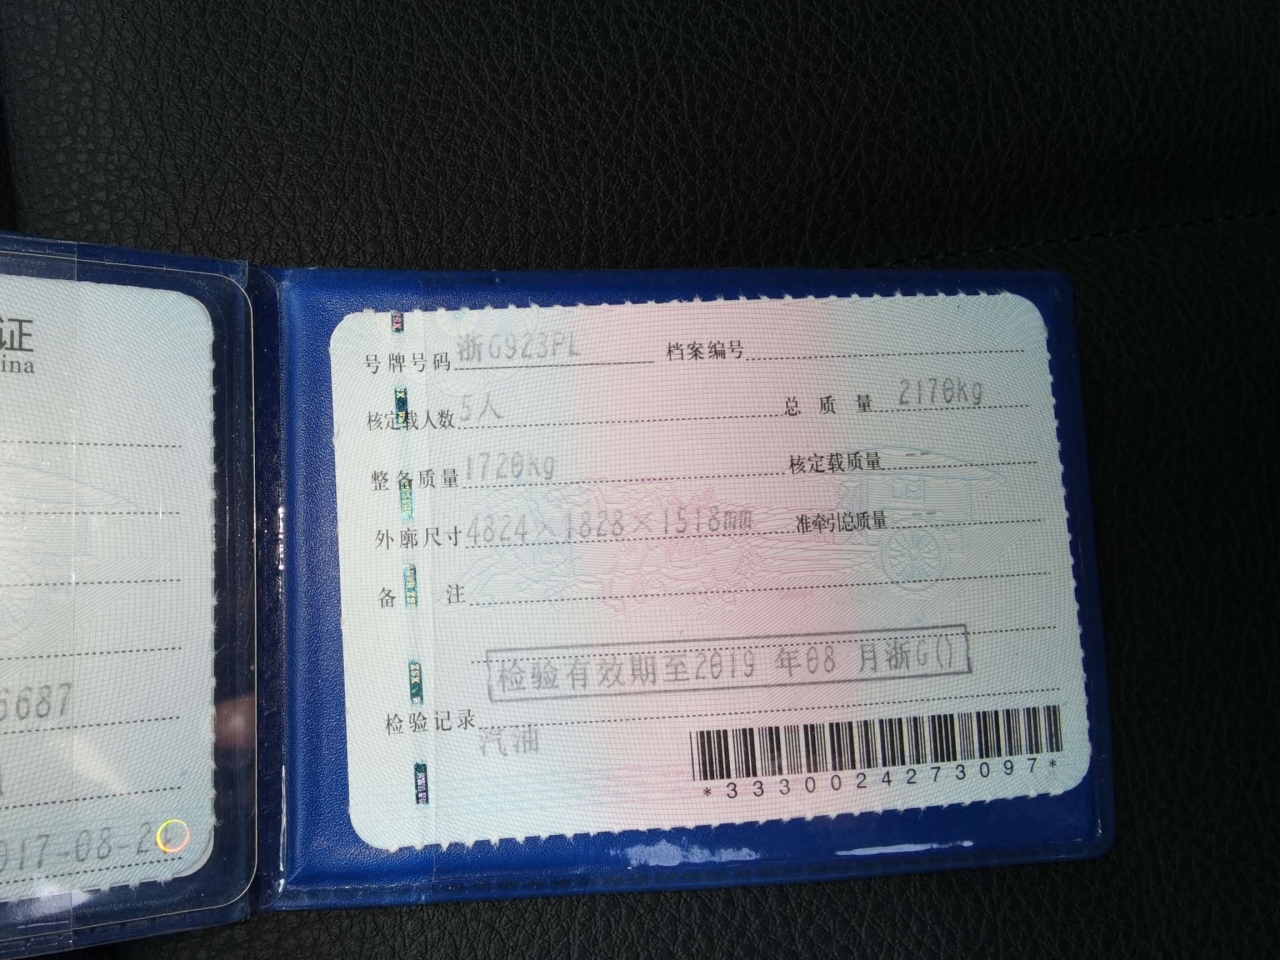 证
ina
6687
017-08-2
号牌号码 浙G923PL 档案编号
核定载人数 5人 总质量 2170kg
整备质量 1720kg 核定载质量 --
外廓尺寸 4824×1828×1518mm 准牵引总质量 --
备注
检验有效期至2019 年08 月浙G()
检验记录
汽油
*3330024273097*